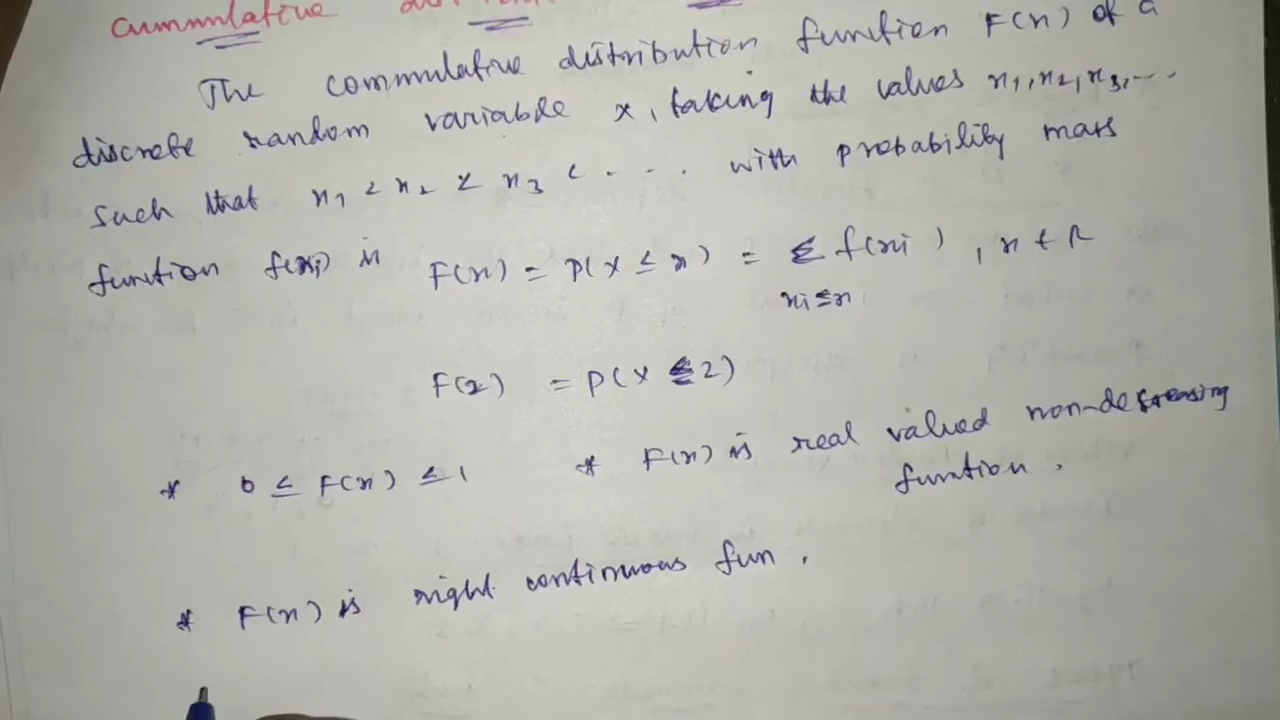 Cummulative
The commulative distribution function F(x) of a
discrete random variable x, taking the values x1, x2, x3, ...
such that x1 < x2 < x3 < .... with probability mass
function f(xi) is F(x) = P(X ≤ x) = Σ f(xi), x ∈ R
xi ≤ x
F(2) = P(X ≤ 2)
* 0 ≤ F(x) ≤ 1 * F(x) is real valued non-decreasing
function.
* F(x) is right continuous fun.